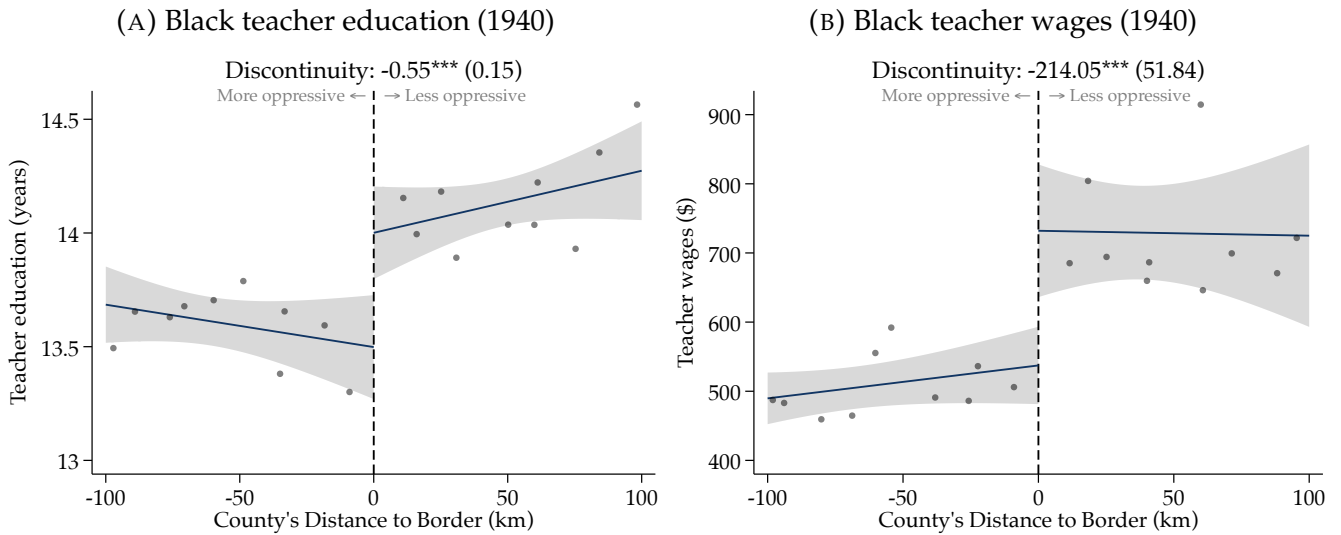 (A) Black teacher education (1940)
Discontinuity: -0.55*** (0.15)
More oppressive ← → Less oppressive
Teacher education (years)
14.5
14
13.5
13
-100 -50 0 50 100
County's Distance to Border (km)
(B) Black teacher wages (1940)
Discontinuity: -214.05*** (51.84)
More oppressive ← → Less oppressive
Teacher wages ($)
900
800
700
600
500
400
-100 -50 0 50 100
County's Distance to Border (km)